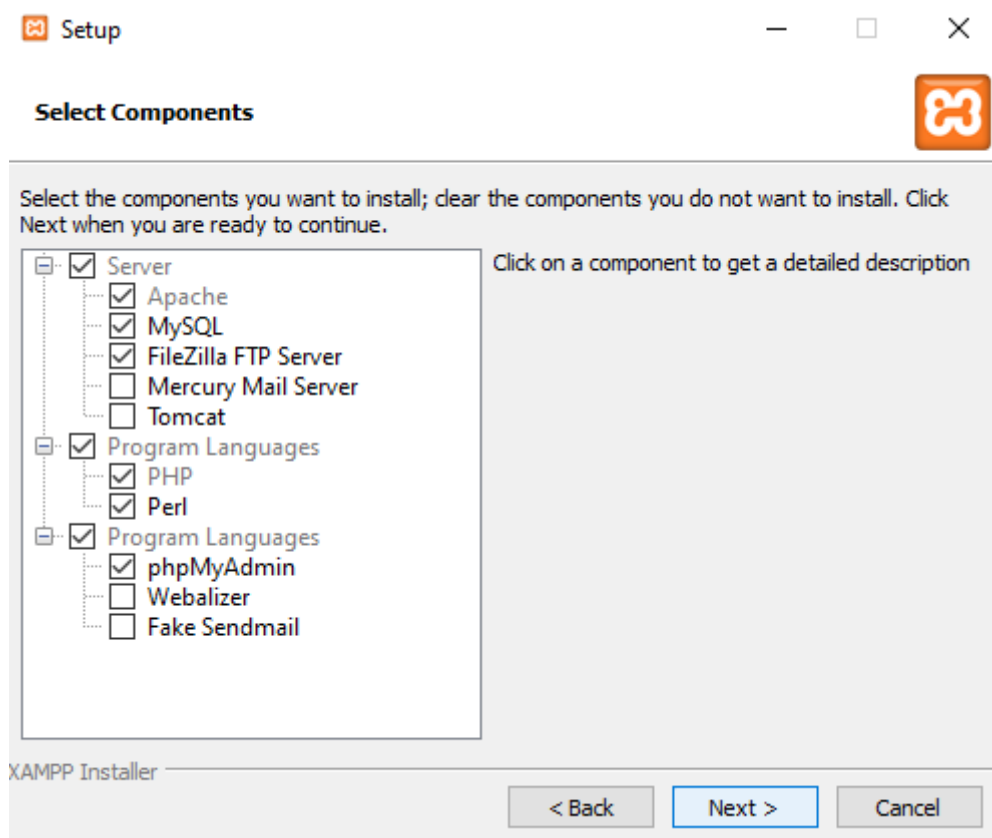 Setup
Select Components
Select the components you want to install; clear the components you do not want to install. Click
Next when you are ready to continue.
Server
Apache
MySQL
FileZilla FTP Server
Mercury Mail Server
Tomcat
Program Languages
PHP
Perl
Program Languages
phpMyAdmin
Webalizer
Fake Sendmail
Click on a component to get a detailed description
XAMPP Installer
< Back
Next >
Cancel